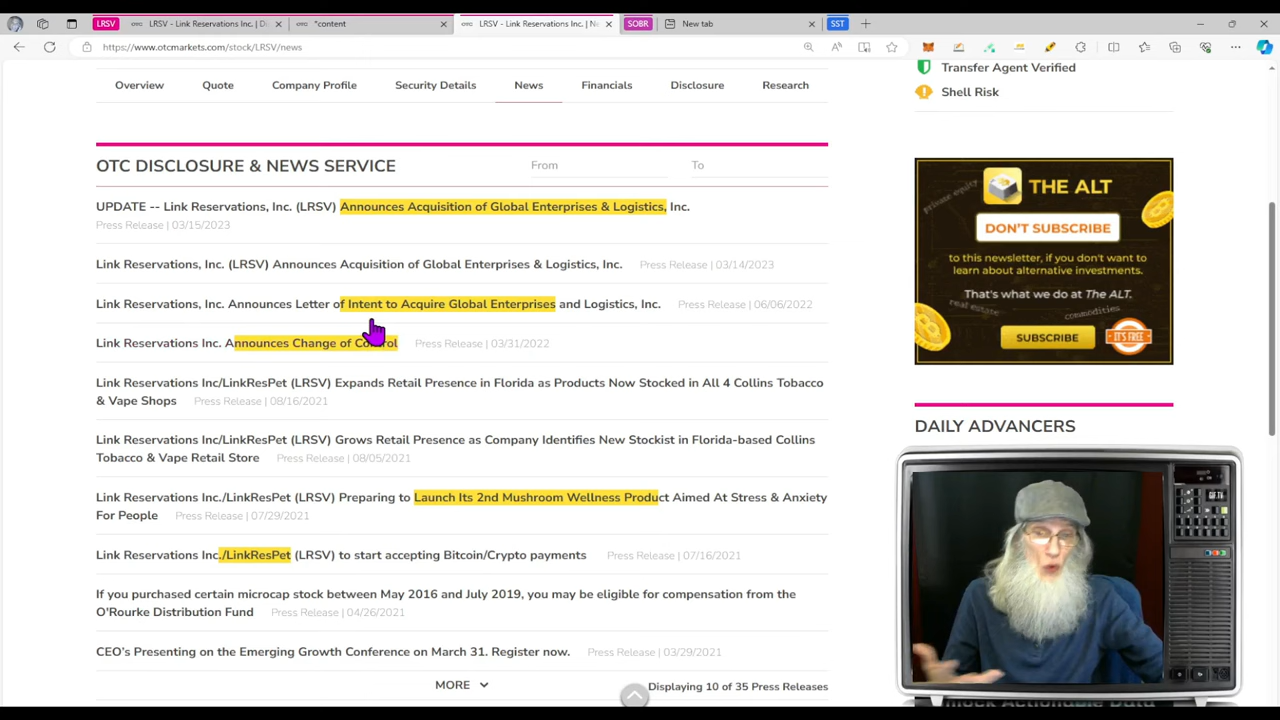 LRSV
LRSV - Link Reservations Inc. | D
*content
LRSV - Link Reservations Inc. | Ne
SOBR
New tab
SST
https://www.otcmarkets.com/stock/LRSV/news
Overview
Quote
Company Profile
Security Details
News
Financials
Disclosure
Research
OTC DISCLOSURE & NEWS SERVICE
From
To
UPDATE -- Link Reservations, Inc. (LRSV) Announces Acquisition of Global Enterprises & Logistics, Inc.
Press Release | 03/15/2023
Link Reservations, Inc. (LRSV) Announces Acquisition of Global Enterprises & Logistics, Inc. Press Release | 03/14/2023
Link Reservations, Inc. Announces Letter of Intent to Acquire Global Enterprises and Logistics, Inc. Press Release | 06/06/2022
Link Reservations Inc. Announces Change of Control Press Release | 03/31/2022
Link Reservations Inc/LinkResPet (LRSV) Expands Retail Presence in Florida as Products Now Stocked in All 4 Collins Tobacco
& Vape Shops Press Release | 08/16/2021
Link Reservations Inc/LinkResPet (LRSV) Grows Retail Presence as Company Identifies New Stockist in Florida-based Collins
Tobacco & Vape Retail Store Press Release | 08/05/2021
Link Reservations Inc./LinkResPet (LRSV) Preparing to Launch Its 2nd Mushroom Wellness Product Aimed At Stress & Anxiety
For People Press Release | 07/29/2021
Link Reservations Inc./LinkResPet (LRSV) to start accepting Bitcoin/Crypto payments Press Release | 07/16/2021
If you purchased certain microcap stock between May 2016 and July 2019, you may be eligible for compensation from the
O'Rourke Distribution Fund Press Release | 04/26/2021
CEO's Presenting on the Emerging Growth Conference on March 31. Register now. Press Release | 03/29/2021
MORE
Displaying 10 of 35 Press Releases
Transfer Agent Verified
Shell Risk
private equity
THE ALT
DON'T SUBSCRIBE
to this newsletter, if you don't want to
learn about alternative investments.
That's what we do at The ALT.
real estate
commodities
SUBSCRIBE
IT'S FREE
DAILY ADVANCERS